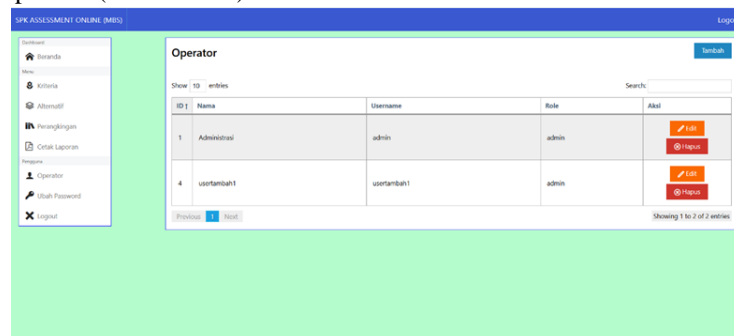 SPK ASSESSMENT ONLINE (MBS)
Logo
Dashboard
Beranda
Menu
Kriteria
Alternatif
Perangkingan
Cetak Laporan
Pengguna
Operator
Ubah Password
Logout
Operator
Tambah
Show 10 entries
Search:
ID Nama Username Role Aksi
1 Administrasi admin admin Edit
Hapus
4 usertambah1 usertambah1 admin Edit
Hapus
Previous 1 Next
Showing 1 to 2 of 2 entries